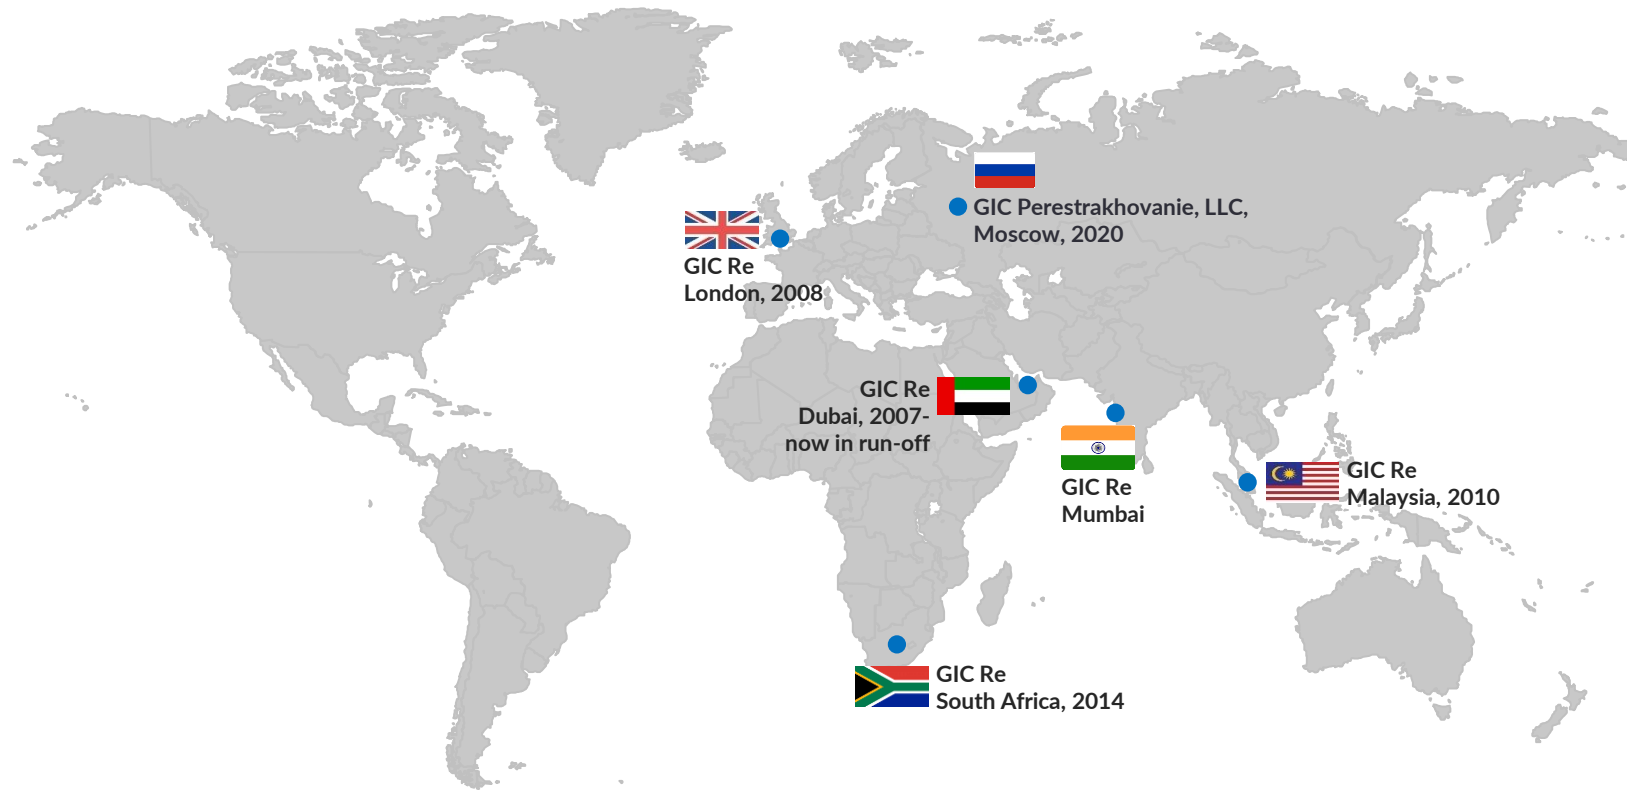 GIC Perestrakhovanie, LLC,
Moscow, 2020
GIC Re
London, 2008
GIC Re
Dubai, 2007-
now in run-off
GIC Re
Mumbai
GIC Re
Malaysia, 2010
GIC Re
South Africa, 2014